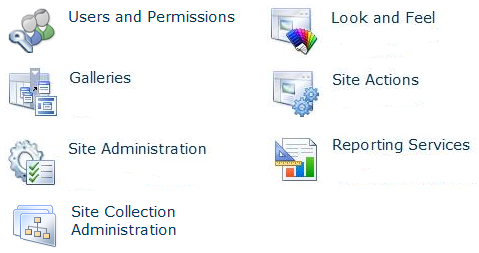 Users and Permissions
Look and Feel
Galleries
Site Actions
Site Administration
Reporting Services
Site Collection
Administration